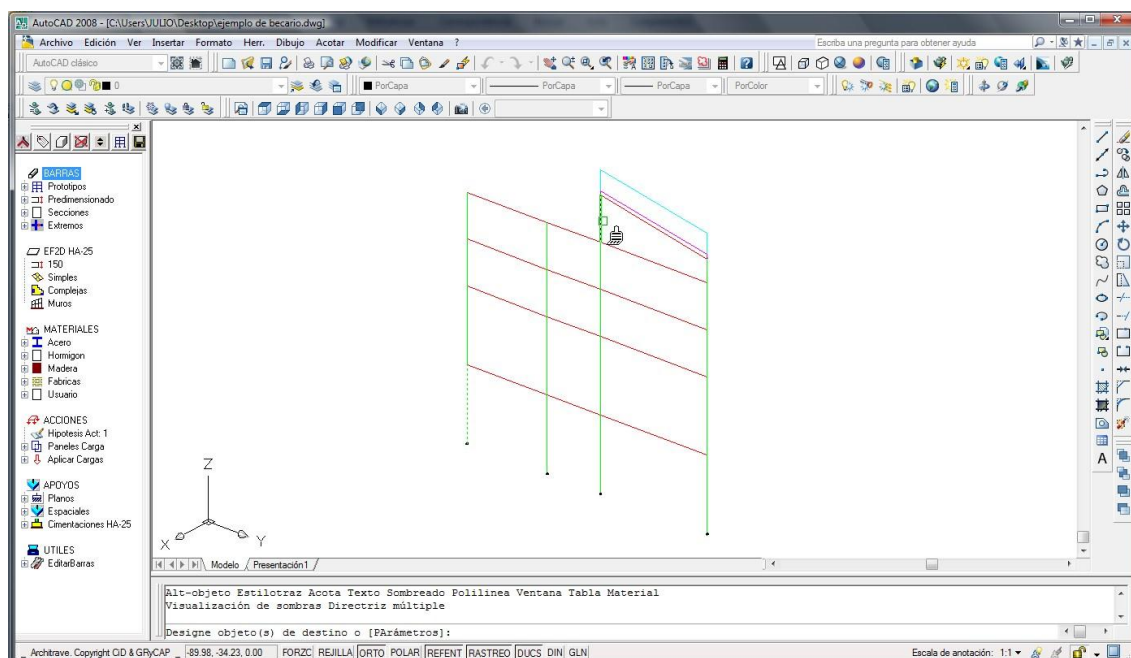 AutoCAD 2008 - [C:\Users\JULIO\Desktop\ejemplo de becario.dwg]
Archivo Edición Ver Insertar Formato Herr. Dibujo Acotar Modificar Ventana ?
Escriba una pregunta para obtener ayuda
AutoCAD clásico
0
PorCapa
PorCapa
PorCapa
PorColor
BARRAS
Prototipos
Predimensionado
Secciones
Extremos
EF2D HA-25
150
Simples
Complejas
Muros
MATERIALES
Acero
Hormigon
Madera
Fabricas
Usuario
ACCIONES
Hipotesis Act: 1
Paneles Carga
Aplicar Cargas
APOYOS
Planos
Espaciales
Cimentaciones HA-25
UTILES
EditarBarras
Z
X
Y
Modelo
Presentación1
Alt-objeto Estilotraz Acota Texto Sombreado Polilínea Ventana Tabla Material
Visualización de sombras Directriz múltiple
Designe objeto(s) de destino o [PArámetros]:
Architrave. Copyright CiD & GRyCAP
-89.98, -34.23, 0.00
FORZC REJILLA ORTO POLAR REFENT RASTREO DUCS DIN GLN
Escala de anotación: 1:1